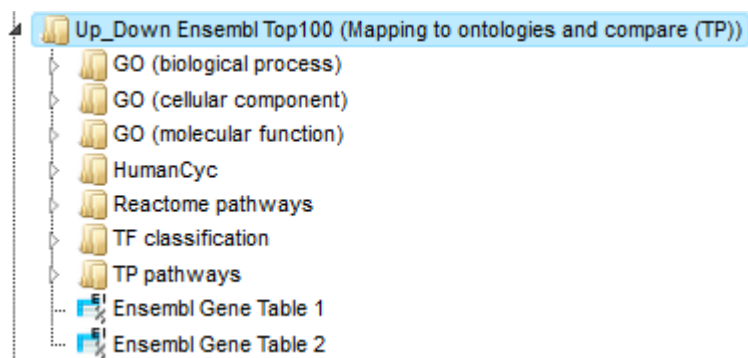 Up_Down Ensembl Top100 (Mapping to ontologies and compare (TP))
GO (biological process)
GO (cellular component)
GO (molecular function)
HumanCyc
Reactome pathways
TF classification
TP pathways
Ensembl Gene Table 1
Ensembl Gene Table 2